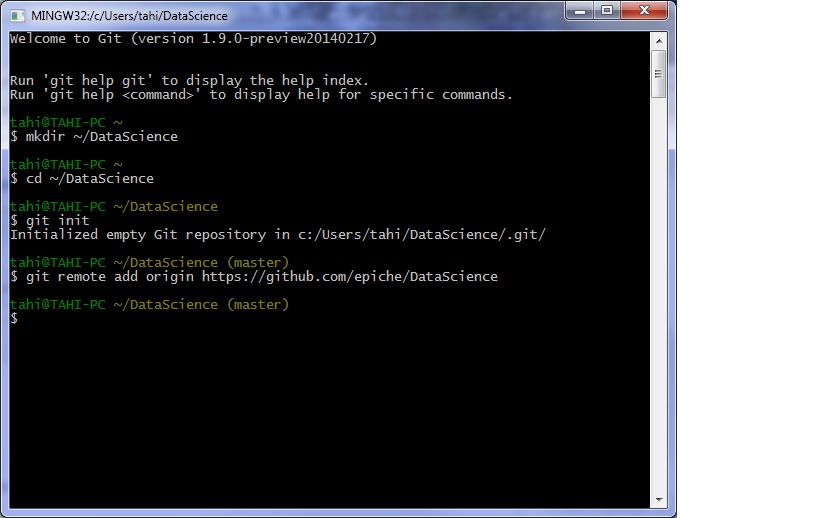 MINGW32:/c/Users/tahi/DataScience
Welcome to Git (version 1.9.0-preview20140217)
Run 'git help git' to display the help index.
Run 'git help <command>' to display help for specific commands.
tahi@TAHI-PC ~
$ mkdir ~/DataScience
tahi@TAHI-PC ~
$ cd ~/DataScience
tahi@TAHI-PC ~/DataScience
$ git init
Initialized empty Git repository in c:/Users/tahi/DataScience/.git/
tahi@TAHI-PC ~/DataScience (master)
$ git remote add origin https://github.com/epiche/DataScience
tahi@TAHI-PC ~/DataScience (master)
$